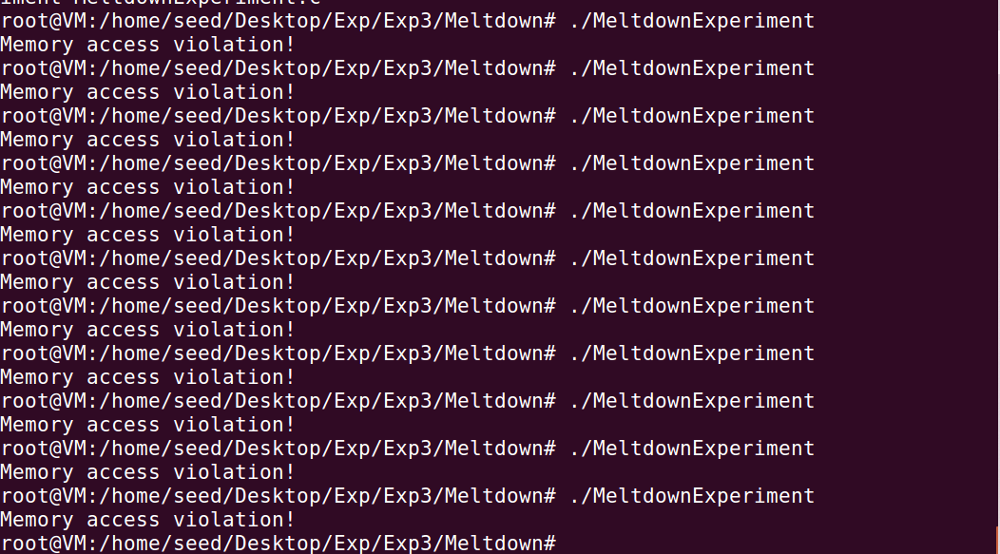 iment MeltdownExperiment.c
root@VM:/home/seed/Desktop/Exp/Exp3/Meltdown# ./MeltdownExperiment
Memory access violation!
root@VM:/home/seed/Desktop/Exp/Exp3/Meltdown# ./MeltdownExperiment
Memory access violation!
root@VM:/home/seed/Desktop/Exp/Exp3/Meltdown# ./MeltdownExperiment
Memory access violation!
root@VM:/home/seed/Desktop/Exp/Exp3/Meltdown# ./MeltdownExperiment
Memory access violation!
root@VM:/home/seed/Desktop/Exp/Exp3/Meltdown# ./MeltdownExperiment
Memory access violation!
root@VM:/home/seed/Desktop/Exp/Exp3/Meltdown# ./MeltdownExperiment
Memory access violation!
root@VM:/home/seed/Desktop/Exp/Exp3/Meltdown# ./MeltdownExperiment
Memory access violation!
root@VM:/home/seed/Desktop/Exp/Exp3/Meltdown# ./MeltdownExperiment
Memory access violation!
root@VM:/home/seed/Desktop/Exp/Exp3/Meltdown# ./MeltdownExperiment
Memory access violation!
root@VM:/home/seed/Desktop/Exp/Exp3/Meltdown# ./MeltdownExperiment
Memory access violation!
root@VM:/home/seed/Desktop/Exp/Exp3/Meltdown# ./MeltdownExperiment
Memory access violation!
root@VM:/home/seed/Desktop/Exp/Exp3/Meltdown#